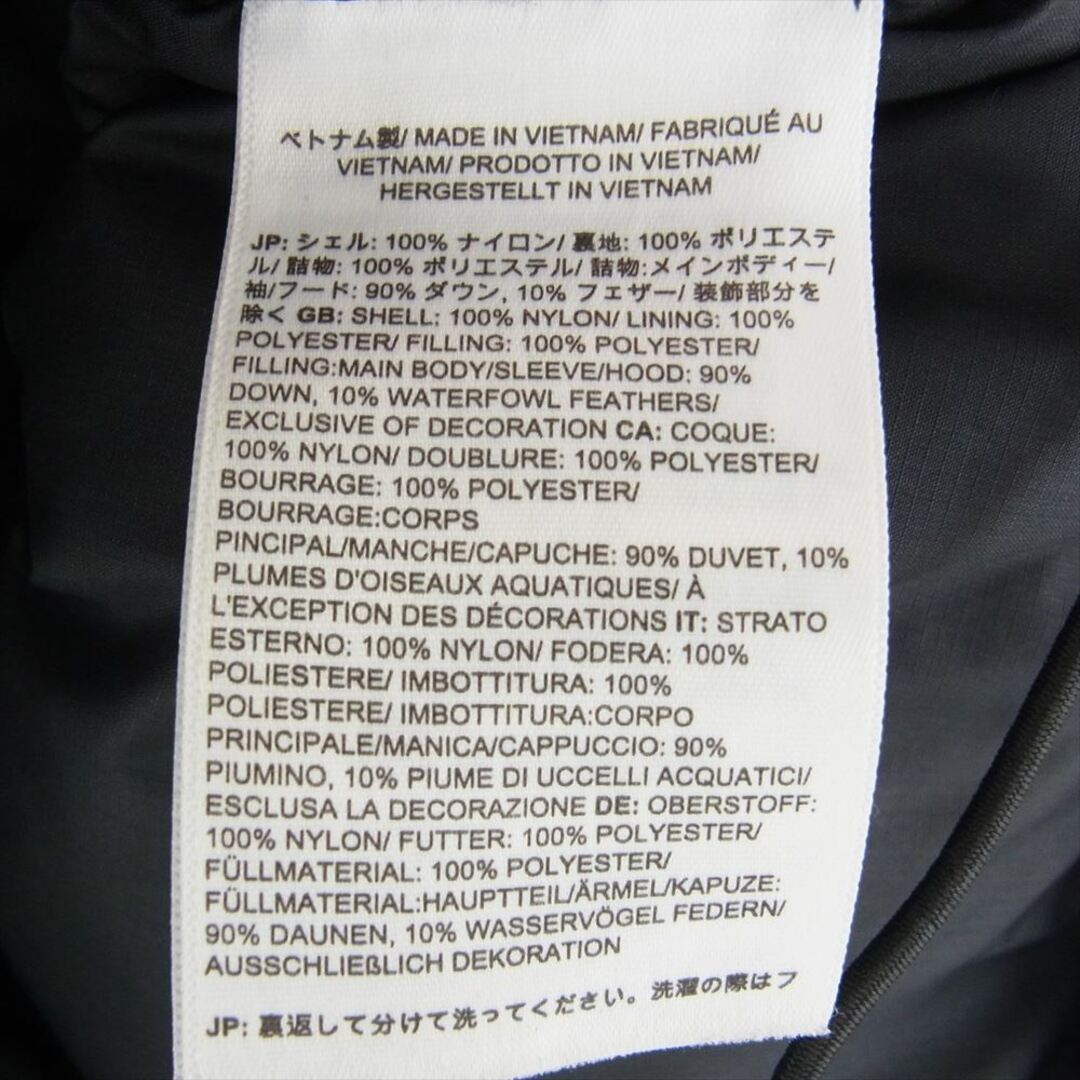 ベトナム製/ MADE IN VIETNAM/ FABRIQUÉ AU
VIETNAM/ PRODOTTO IN VIETNAM/
HERGESTELLT IN VIETNAM
JP: シェル: 100% ナイロン/ 裏地: 100% ポリエステ
ル/ 詰物: 100% ポリエステル/ 詰物:メインボディー/
袖/フード: 90% ダウン, 10% フェザー/ 装飾部分を
除く GB: SHELL: 100% NYLON/ LINING: 100%
POLYESTER/ FILLING: 100% POLYESTER/
FILLING:MAIN BODY/SLEEVE/HOOD: 90%
DOWN, 10% WATERFOWL FEATHERS/
EXCLUSIVE OF DECORATION CA: COQUE:
100% NYLON/ DOUBLURE: 100% POLYESTER/
BOURRAGE: 100% POLYESTER/
BOURRAGE:CORPS
PINCIPAL/MANCHE/CAPUCHE: 90% DUVET, 10%
PLUMES D'OISEAUX AQUATIQUES/ À
L'EXCEPTION DES DÉCORATIONS IT: STRATO
ESTERNO: 100% NYLON/ FODERA: 100%
POLIESTERE/ IMBOTTITURA: 100%
POLIESTERE/ IMBOTTITURA:CORPO
PRINCIPALE/MANICA/CAPPUCCIO: 90%
PIUMINO, 10% PIUME DI UCCELLI ACQUATICI/
ESCLUSA LA DECORAZIONE DE: OBERSTOFF:
100% NYLON/ FUTTER: 100% POLYESTER/
FÜLLMATERIAL: 100% POLYESTER/
FÜLLMATERIAL:HAUPTTEIL/ÄRMEL/KAPUZE:
90% DAUNEN, 10% WASSERVÖGEL FEDERN/
AUSSCHLIEßLICH DEKORATION
JP: 裏返して分けて洗ってください。洗濯の際はフ